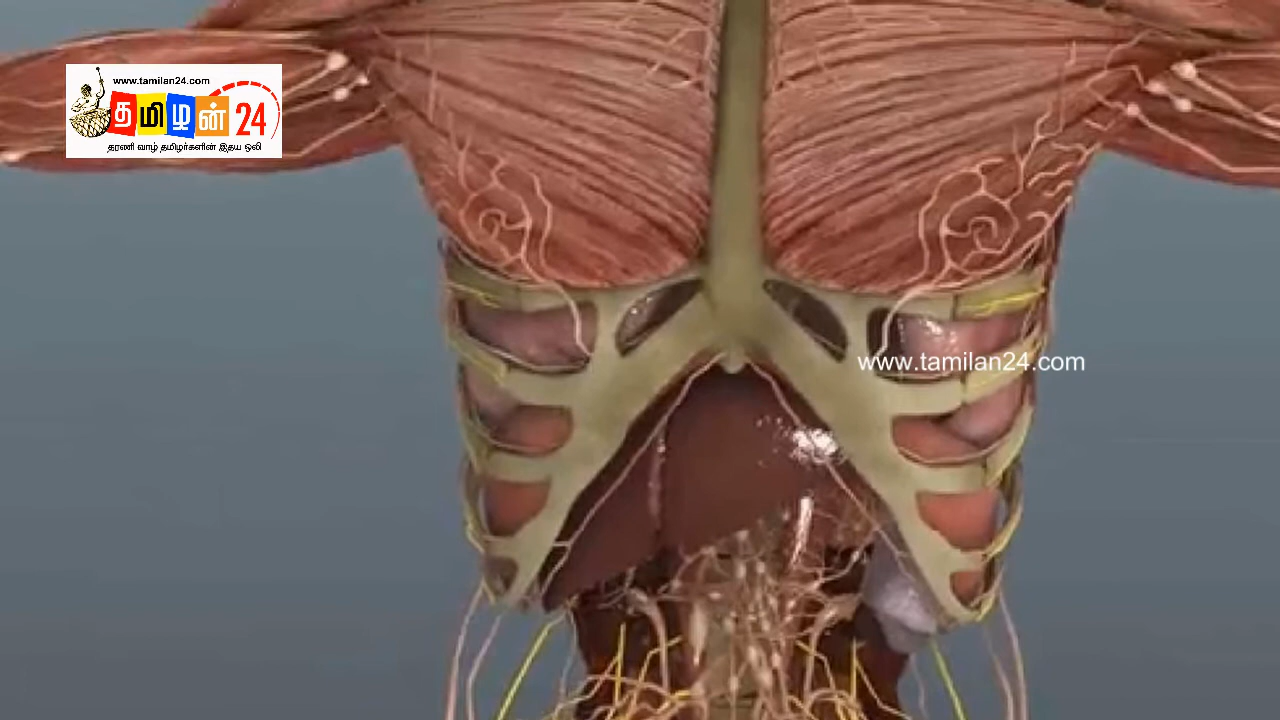 www.tamilan24.com
தமிழன் 24
தரணி வாழ் தமிழர்களின் இதய ஒலி
www.tamilan24.com